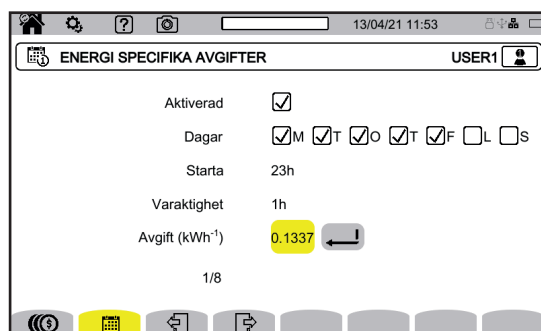 13/04/21 11:53
ENERGI SPECIFIKA AVGIFTER USER1
Aktiverad
Dagar M T O T F L S
Starta 23h
Varaktighet 1h
Avgift (kWh⁻¹) 0.1337
1/8